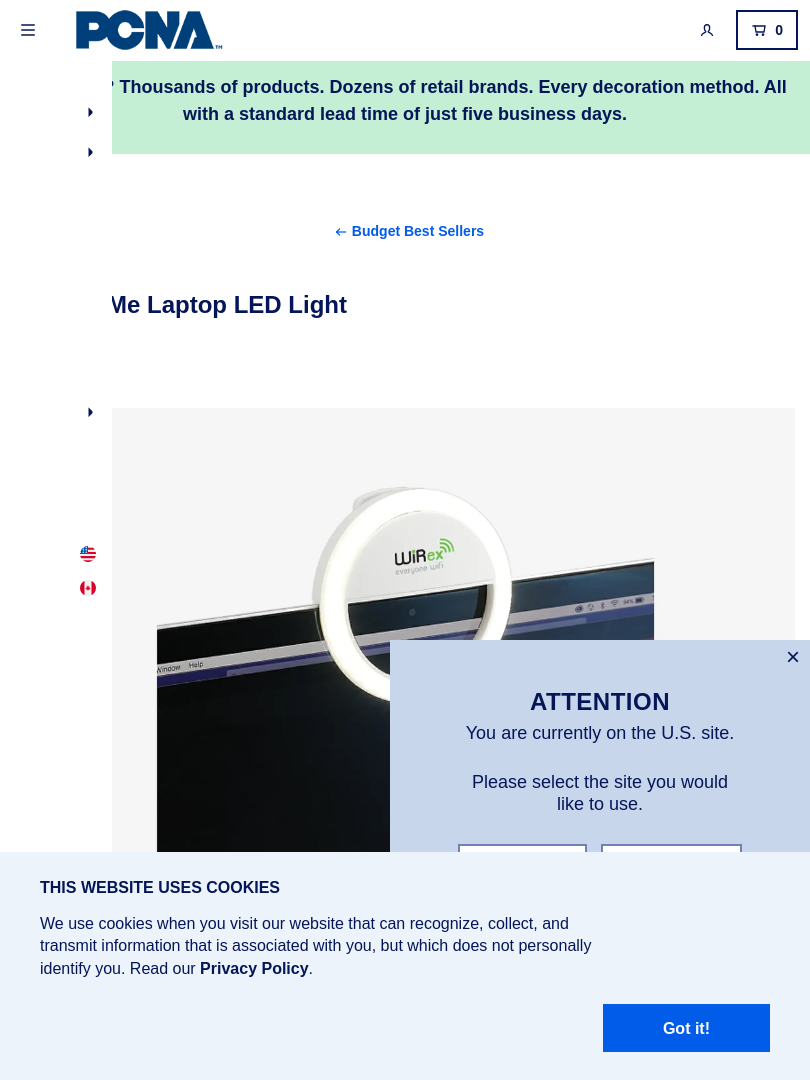 PCNA™
0
? Thousands of products. Dozens of retail brands. Every decoration method. All
with a standard lead time of just five business days.
Budget Best Sellers
Me Laptop LED Light
WiRex
everyone wifi
94%
Window Help
ATTENTION
You are currently on the U.S. site.
Please select the site you would
like to use.
THIS WEBSITE USES COOKIES
We use cookies when you visit our website that can recognize, collect, and
transmit information that is associated with you, but which does not personally
identify you. Read our Privacy Policy.
Got it!